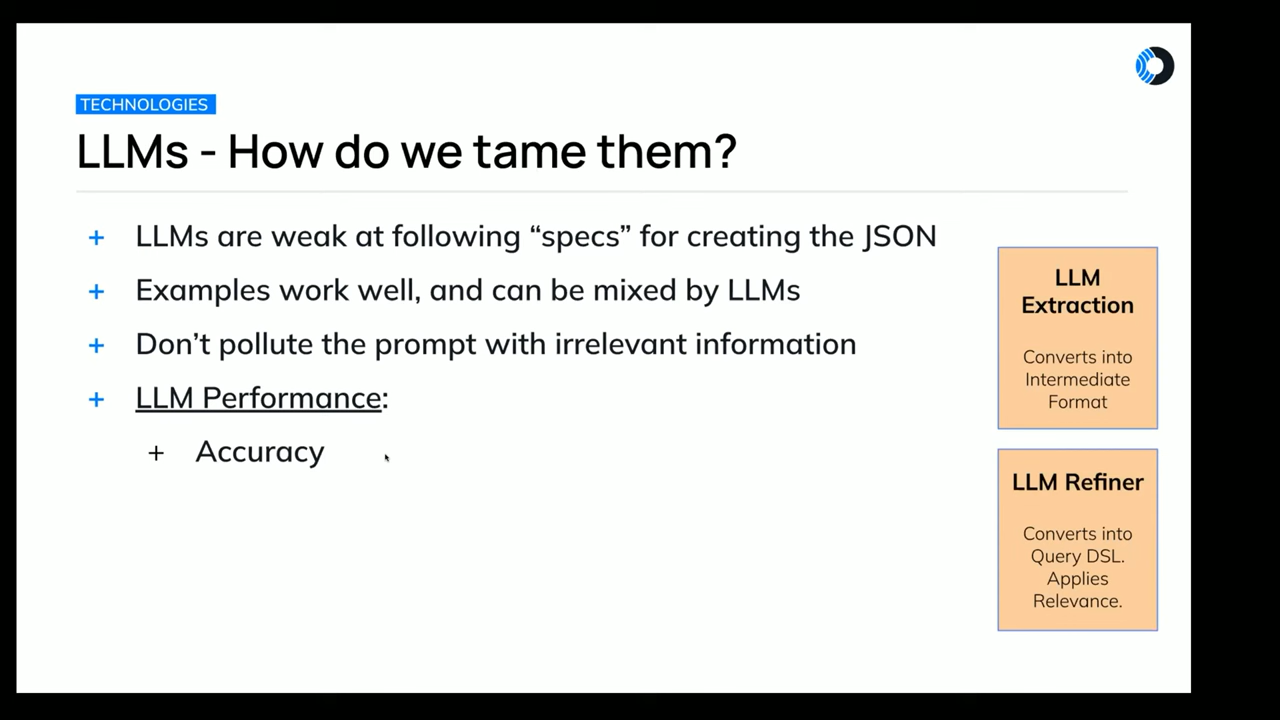 TECHNOLOGIES
LLMs - How do we tame them?
+ LLMs are weak at following “specs” for creating the JSON
+ Examples work well, and can be mixed by LLMs
+ Don’t pollute the prompt with irrelevant information
+ LLM Performance:
+ Accuracy
LLM
Extraction
Converts into
Intermediate
Format
LLM Refiner
Converts into
Query DSL.
Applies
Relevance.